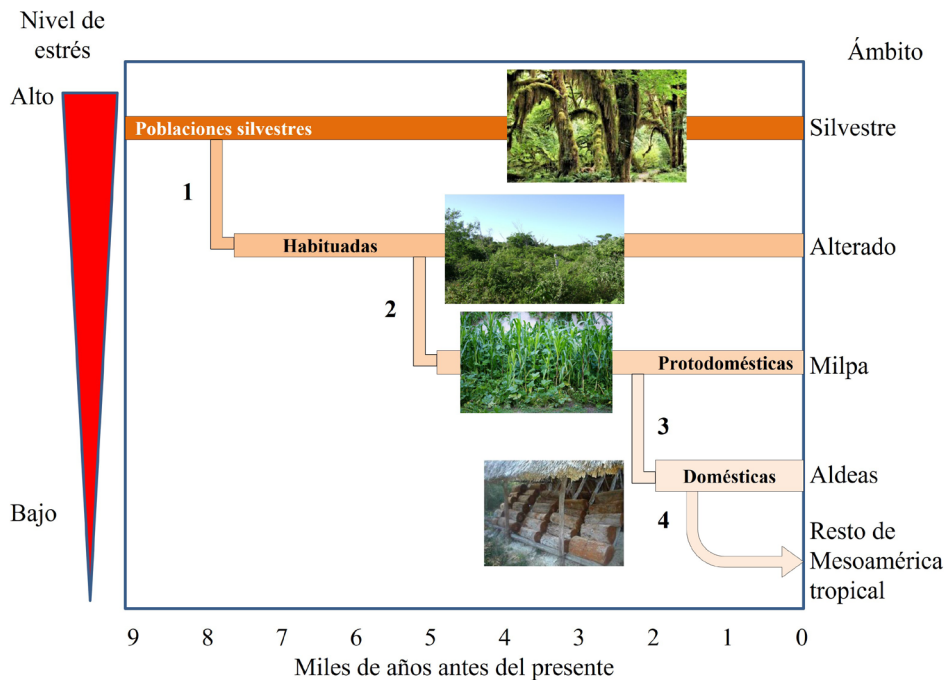 Nivel de
estrés
Ámbito
Alto
Poblaciones silvestres
Silvestre
1
Habituadas
Alterado
2
Protodomésticas
Milpa
3
Domésticas
Aldeas
Bajo
4
Resto de
Mesoamérica
tropical
9 8 7 6 5 4 3 2 1 0
Miles de años antes del presente